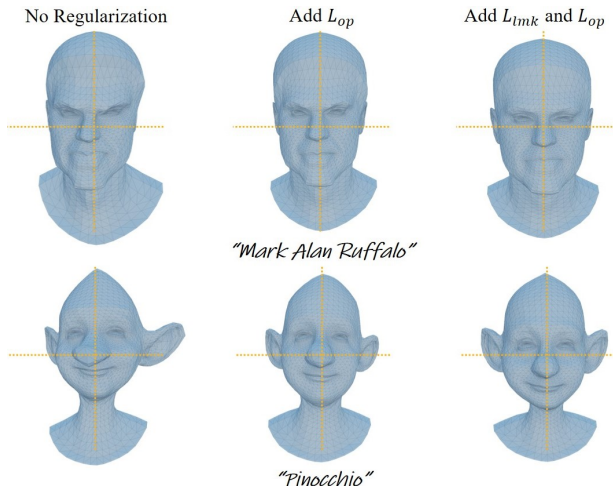 No Regularization
Add L_op
Add L_lmk and L_op
"Mark Alan Ruffalo"
"Pinocchio"